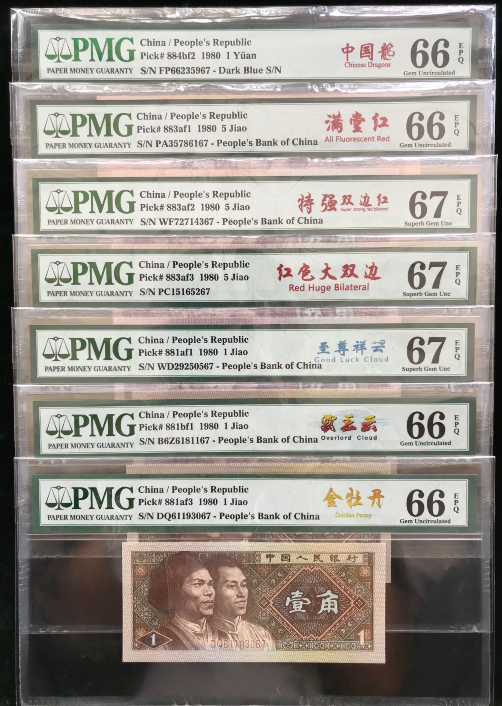 PMG
PAPER MONEY GUARANTY
China / People's Republic
Pick# 884bf2 1980 1 Yüan
S/N FP66235967 - Dark Blue S/N
中国龍
Chinese Dragons
66 EPQ
Gem Uncirculated
PMG
PAPER MONEY GUARANTY
China / People's Republic
Pick# 883af1 1980 5 Jiao
S/N PA35786167 - People's Bank of China
满堂红
All Fluorescent Red
66 EPQ
Gem Uncirculated
PMG
PAPER MONEY GUARANTY
China / People's Republic
Pick# 883af2 1980 5 Jiao
S/N WF72714367 - People's Bank of China
特强双边红
67 EPQ
Superb Gem Unc
PMG
PAPER MONEY GUARANTY
China / People's Republic
Pick# 883af3 1980 5 Jiao
S/N PC15165267
红色大双边
Red Huge Bilateral
67 EPQ
Superb Gem Unc
PMG
PAPER MONEY GUARANTY
China / People's Republic
Pick# 881af1 1980 1 Jiao
S/N WD29250567 - People's Bank of China
至尊祥云
Good Luck Cloud
67 EPQ
Superb Gem Unc
PMG
PAPER MONEY GUARANTY
China / People's Republic
Pick# 881bf1 1980 1 Jiao
S/N B6Z6181167 - People's Bank of China
Overlord Cloud
66 EPQ
Gem Uncirculated
PMG
PAPER MONEY GUARANTY
China / People's Republic
Pick# 881af3 1980 1 Jiao
S/N DQ61193067 - People's Bank of China
金牡丹
Golden Peony
66 EPQ
Gem Uncirculated
中国人民银行
壹角
1
1